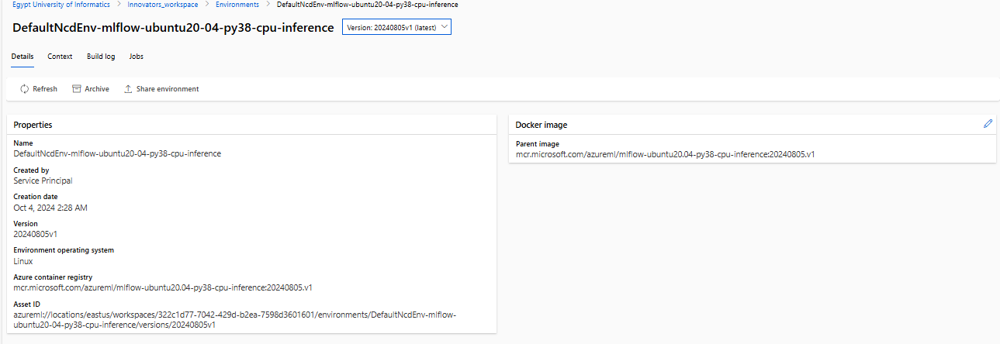 Egypt University of Informatics > Innovators_workspace > Environments > DefaultNcdEnv-mlflow-ubuntu20-04-py38-cpu-inference
DefaultNcdEnv-mlflow-ubuntu20-04-py38-cpu-inference Version: 20240805v1 (latest)
Details Context Build log Jobs
Refresh Archive Share environment
Properties
Name
DefaultNcdEnv-mlflow-ubuntu20-04-py38-cpu-inference
Created by
Service Principal
Creation date
Oct 4, 2024 2:28 AM
Version
20240805v1
Environment operating system
Linux
Azure container registry
mcr.microsoft.com/azureml/mlflow-ubuntu20.04-py38-cpu-inference:20240805.v1
Asset ID
azureml://locations/eastus/workspaces/322c1d77-7042-429d-b2ea-7598d3601601/environments/DefaultNcdEnv-mlflow-
ubuntu20-04-py38-cpu-inference/versions/20240805v1
Docker image
Parent image
mcr.microsoft.com/azureml/mlflow-ubuntu20.04-py38-cpu-inference:20240805.v1